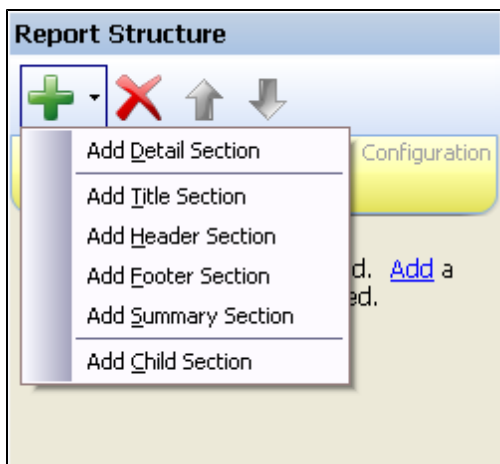 Report Structure
Add Detail Section
Configuration
Add Title Section
Add Header Section
Add Footer Section
d. Add a
Add Summary Section
ed.
Add Child Section